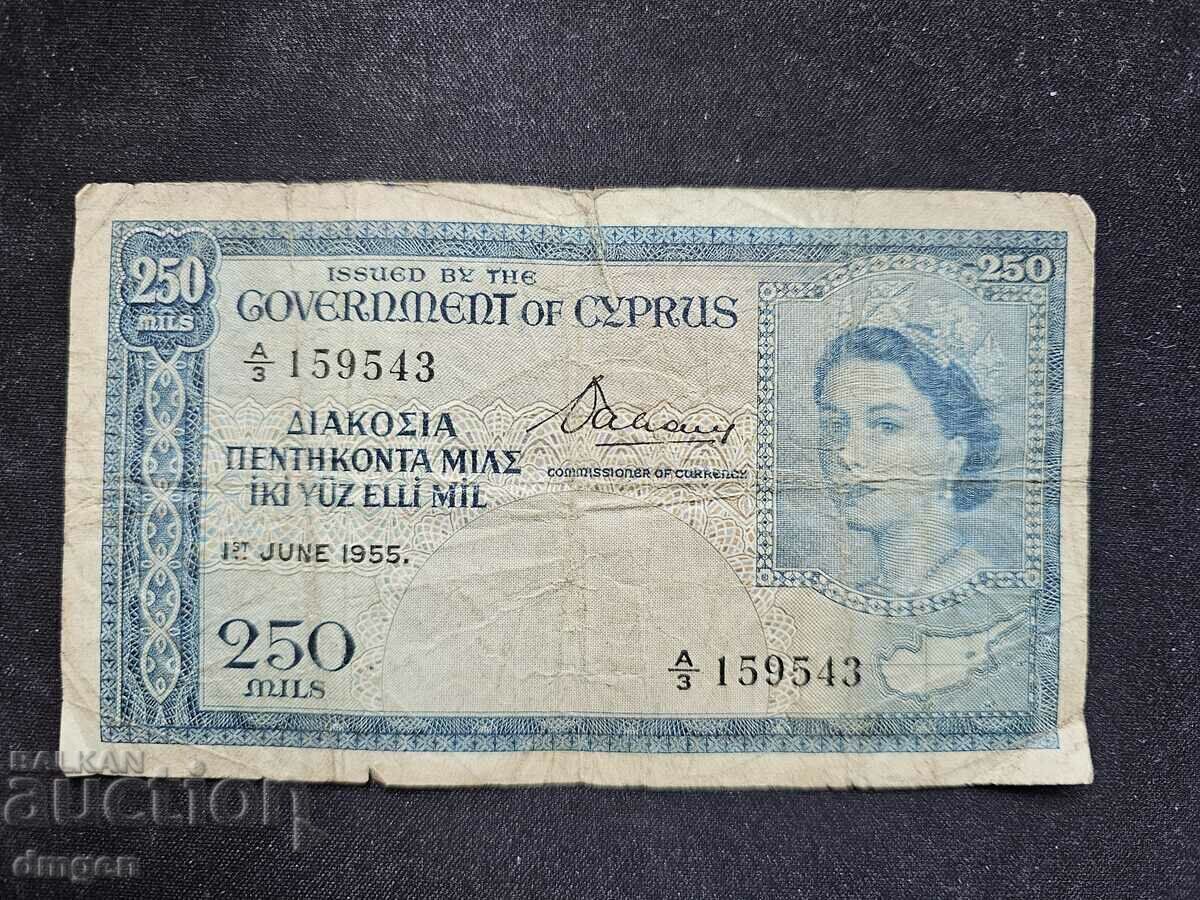 250
MILS
ISSUED BY THE
GOVERNMENT OF CYPRUS
250
A/3 159543
ΔΙΑΚΟΣΙΑ
ΠΕΝΤΗΚΟΝΤΑ ΜΙΛΣ
İKİ YÜZ ELLİ MİL
COMMISSIONER OF CURRENCY
1ST JUNE 1955.
250
MILS
A/3 159543
BALKAN
auction
dmgen